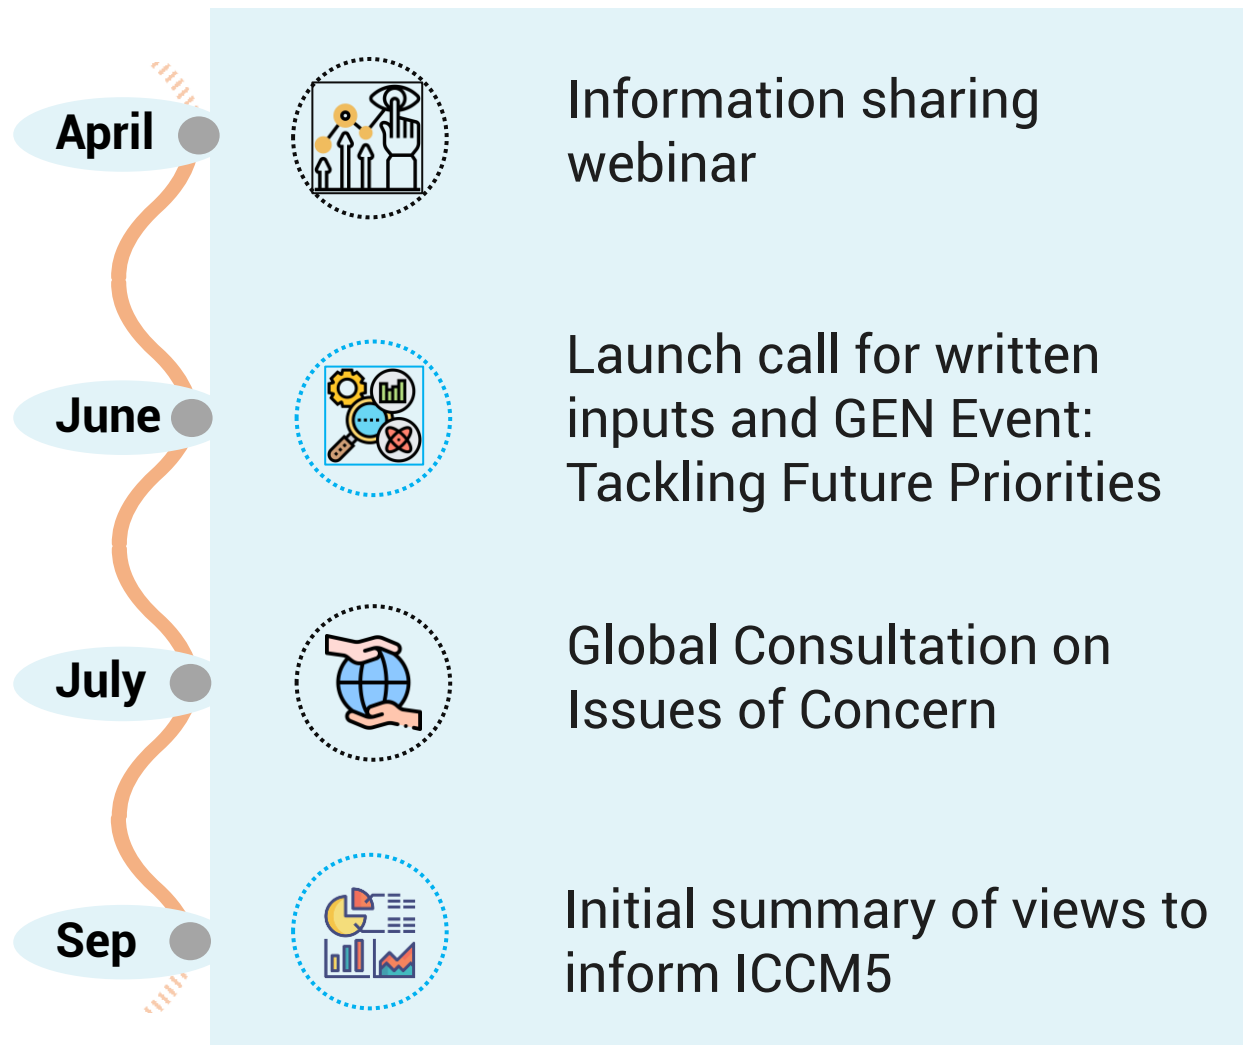 April
Information sharing
webinar
June
Launch call for written
inputs and GEN Event:
Tackling Future Priorities
July
Global Consultation on
Issues of Concern
Sep
Initial summary of views to
inform ICCM5